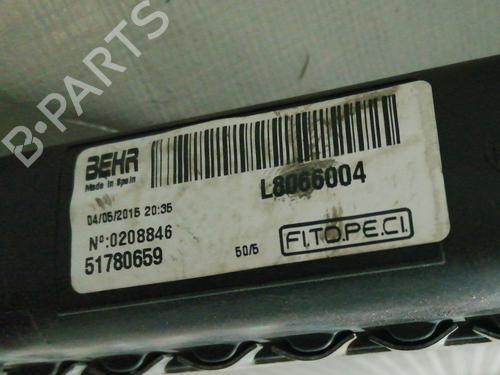 B-PARTS
BEHR
Made in Spain
L8066004
04/05/2015 20:35
Nº:0208846
50/5
FI.TO.PE.CI.
51780659